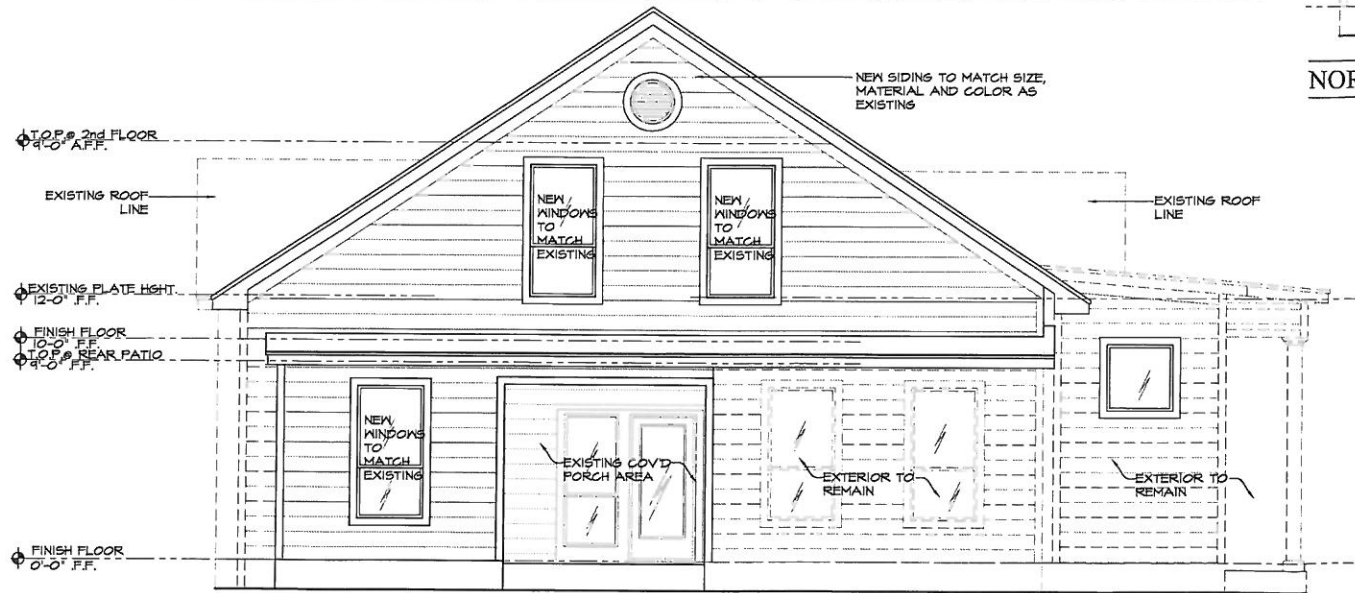 NEW SIDING TO MATCH SIZE,
MATERIAL AND COLOR AS
EXISTING
NOR
T.O.P.@ 2nd FLOOR
9'-0" A.F.F.
EXISTING ROOF
LINE
EXISTING ROOF
LINE
NEW
WINDOWS
TO
MATCH
EXISTING
NEW
WINDOWS
TO
MATCH
EXISTING
EXISTING PLATE HGHT.
12'-0" F.F.
FINISH FLOOR
10'-0" F.F.
T.O.P.@ REAR PATIO
9'-0" F.F.
NEW
WINDOWS
TO
MATCH
EXISTING
EXISTING COV'D
PORCH AREA
EXTERIOR TO
REMAIN
EXTERIOR TO
REMAIN
FINISH FLOOR
0'-0" F.F.